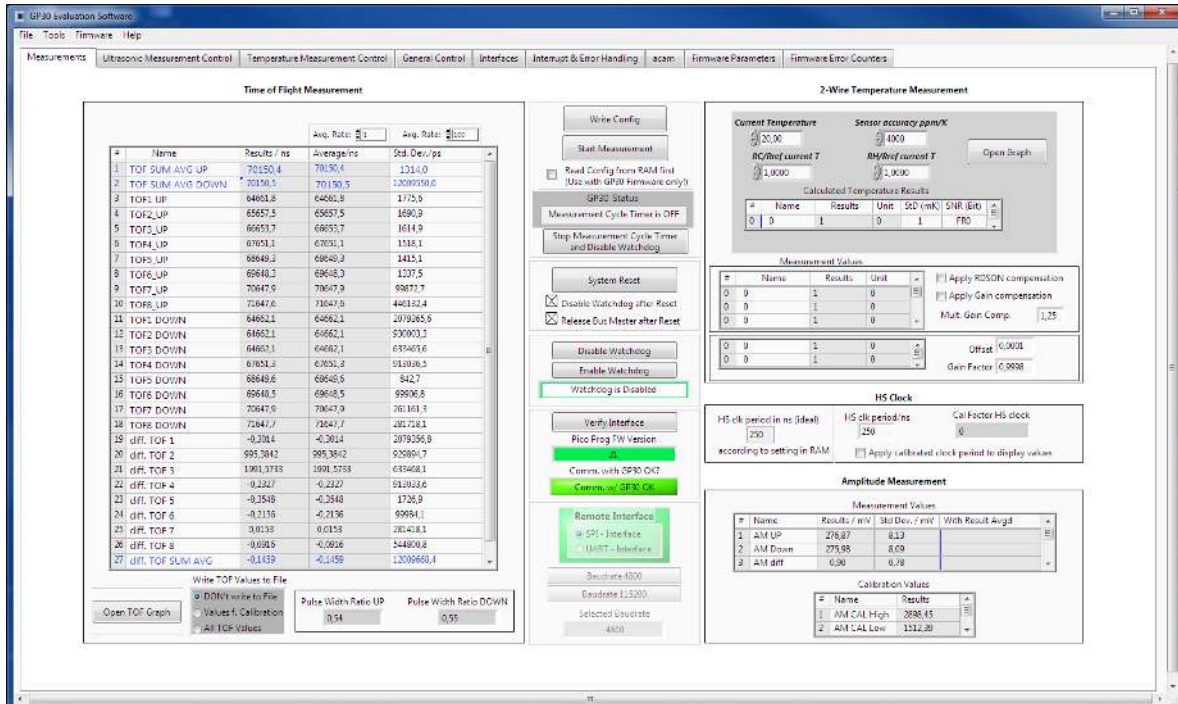 GP30 Evaluation Software
File Tools Firmware Help
Measurements Ultrasonic Measurement Control Temperature Measurement Control General Control Interfaces Interrupt & Error Handling acam Firmware Parameters Firmware Error Counters
Time of Flight Measurement
Avg. Rate: 1 Avg. Rate: 100
# Name Results / ns Average/ns Std. Dev./ps
1 TOF SUM AVG UP 70150,4 70150,4 1314,0
2 TOF SUM AVG DOWN 70150,5 70150,5 12009550,0
3 TOF1_UP 64661,8 64661,8 1775,6
4 TOF2_UP 65657,5 65657,5 1690,9
5 TOF3_UP 66653,7 66653,7 1614,9
6 TOF4_UP 67651,1 67651,1 1518,1
7 TOF5_UP 68649,3 68649,3 1415,1
8 TOF6_UP 69648,3 69648,3 1337,5
9 TOF7_UP 70647,9 70647,9 99872,7
10 TOF8_UP 71647,6 71647,6 446182,4
11 TOF1 DOWN 64662,1 64662,1 2079265,6
12 TOF2 DOWN 64662,1 64662,1 930003,3
13 TOF3 DOWN 64662,1 64662,1 633465,6
14 TOF4 DOWN 67651,3 67651,3 913036,5
15 TOF5 DOWN 68649,6 68649,6 842,7
16 TOF6 DOWN 69648,5 69648,5 99906,8
17 TOF7 DOWN 70647,9 70647,9 261161,3
18 TOF8 DOWN 71647,7 71647,7 281718,1
19 diff. TOF 1 -0,3014 -0,3014 2079356,8
20 diff. TOF 2 995,3842 995,3842 929894,7
21 diff. TOF 3 1991,5733 1991,5733 633468,1
22 diff. TOF 4 -0,2327 -0,2327 913033,6
23 diff. TOF 5 -0,3548 -0,3548 1726,9
24 diff. TOF 6 -0,2136 -0,2136 99984,1
25 diff. TOF 7 0,0153 0,0153 281418,1
26 diff. TOF 8 -0,0916 -0,0916 544800,8
27 diff. TOF SUM AVG -0,1459 -0,1459 12009668,4
Open TOF Graph
Write TOF Values to File
DON't write to File
Values f. Calibration
All TOF Values
Pulse Width Ratio UP Pulse Width Ratio DOWN
0,54 0,55
Write Config
Start Measurement
Read Config from RAM first
(Use with GP30 Firmware only!)
GP30 Status
Measurement Cycle Timer is OFF
Stop Measurement Cycle Timer
and Disable Watchdog
System Reset
Disable Watchdog after Reset
Release Bus Master after Reset
Disable Watchdog
Enable Watchdog
Watchdog is Disabled
Verify Interface
Pico Prog FW Version
Comm. with GP30 OK?
Comm. w/ GP30 OK
Remote Interface
SPI - Interface
UART - Interface
Baudrate 4800
Baudrate 115200
Selected Baudrate
4800
2-Wire Temperature Measurement
Current Temperature Sensor accuracy ppm/K
20,00 4000
RC/Rref current T RH/Rref current T
1,0000 1,0000
Open Graph
Calculated Temperature Results
# Name Results Unit StD (mK) SNR (Bit)
0 0 1 0 1 FR0
Measurement Values
# Name Results Unit
0 0 1 0
0 0 1 0
0 0 1 0
0 0 1 0
0 0 1 0
Apply RDSON compensation
Apply Gain compensation
Mult. Gain Comp. 1,25
Offset 0,0001
Gain Factor 0,9998
HS Clock
HS clk period in ns (ideal) HS clk period/ns Cal Factor HS clock
250 250 0
according to setting in RAM Apply calibrated clock period to display values
Amplitude Measurement
Measurement Values
# Name Results / mV Std Dev. / mV With Result Avgd
1 AM UP 276,87 8,13
2 AM Down 275,98 8,09
3 AM diff 0,90 0,78
Calibration Values
# Name Results
1 AM CAL High 2898,45
2 AM CAL Low 1512,39